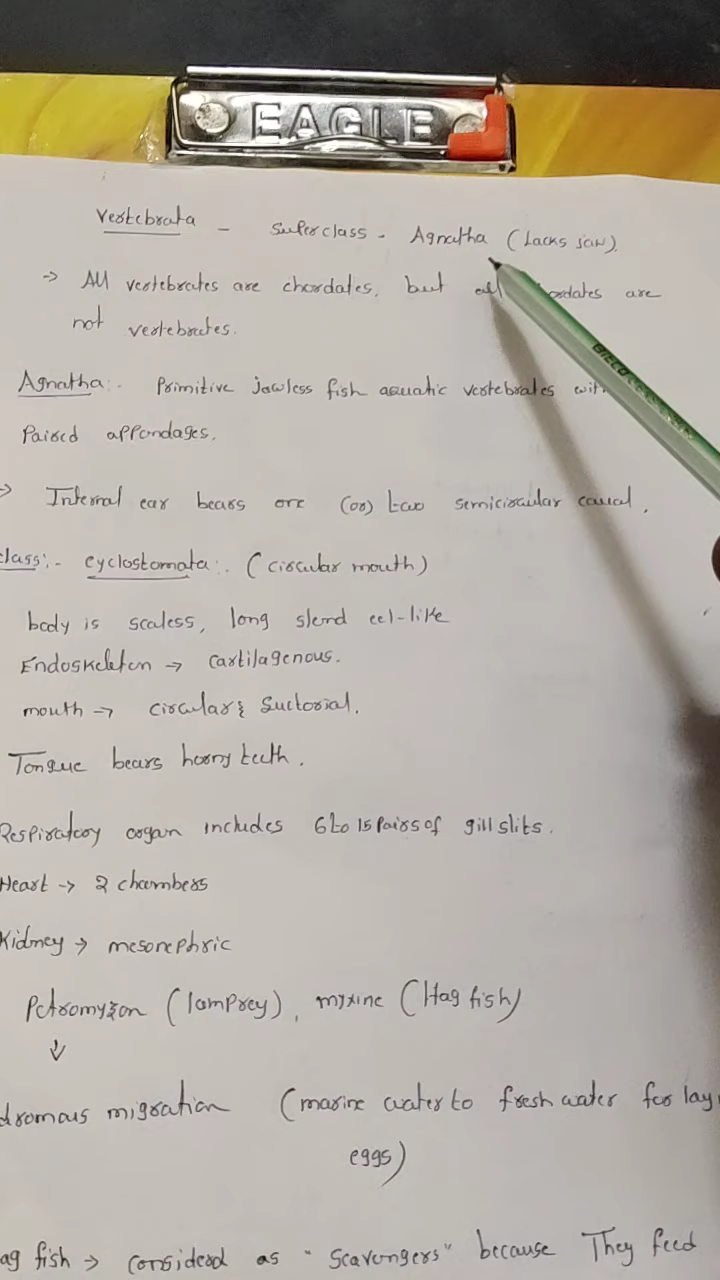 EAGLE
Vertebrata - Superclass - Agnatha (Lacks jaw).
→ All vertebrates are chordates, but all chordates are
not vertebrates.
Agnatha:- Primitive jawless fish aquatic vertebrates with
Paired appendages.
→ Internal ear bears one (or) two semicircular canal.
class:- cyclostomata:- (circular mouth)
body is scaless, long slend eel-like
Endoskeleton → cartilagenous.
mouth → circular & Suctorial.
Tongue bears horny teeth.
Respiratory organ includes 6 to 15 pairs of gill slits.
Heart → 2 chambers
Kidney → mesonephric
Petromyzon (lamprey), myxine (Hag fish)
↓
dromous migration (marine water to fresh water for lay
eggs)
ag fish → considerd as "scavengers" because They feed